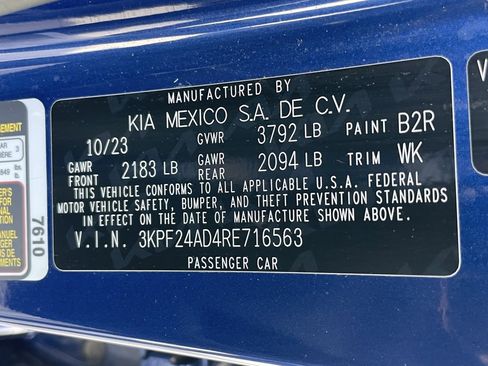 MANUFACTURED BY
KIA MEXICO S.A. DE C.V.
10/23 GVWR 3792 LB PAINT B2R
GAWR FRONT 2183 LB GAWR REAR 2094 LB TRIM WK
THIS VEHICLE CONFORMS TO ALL APPLICABLE U.S.A. FEDERAL
MOTOR VEHICLE SAFETY, BUMPER, AND THEFT PREVENTION STANDARDS
IN EFFECT ON THE DATE OF MANUFACTURE SHOWN ABOVE.
V.I.N. 3KPF24AD4RE716563
PASSENGER CAR
7610